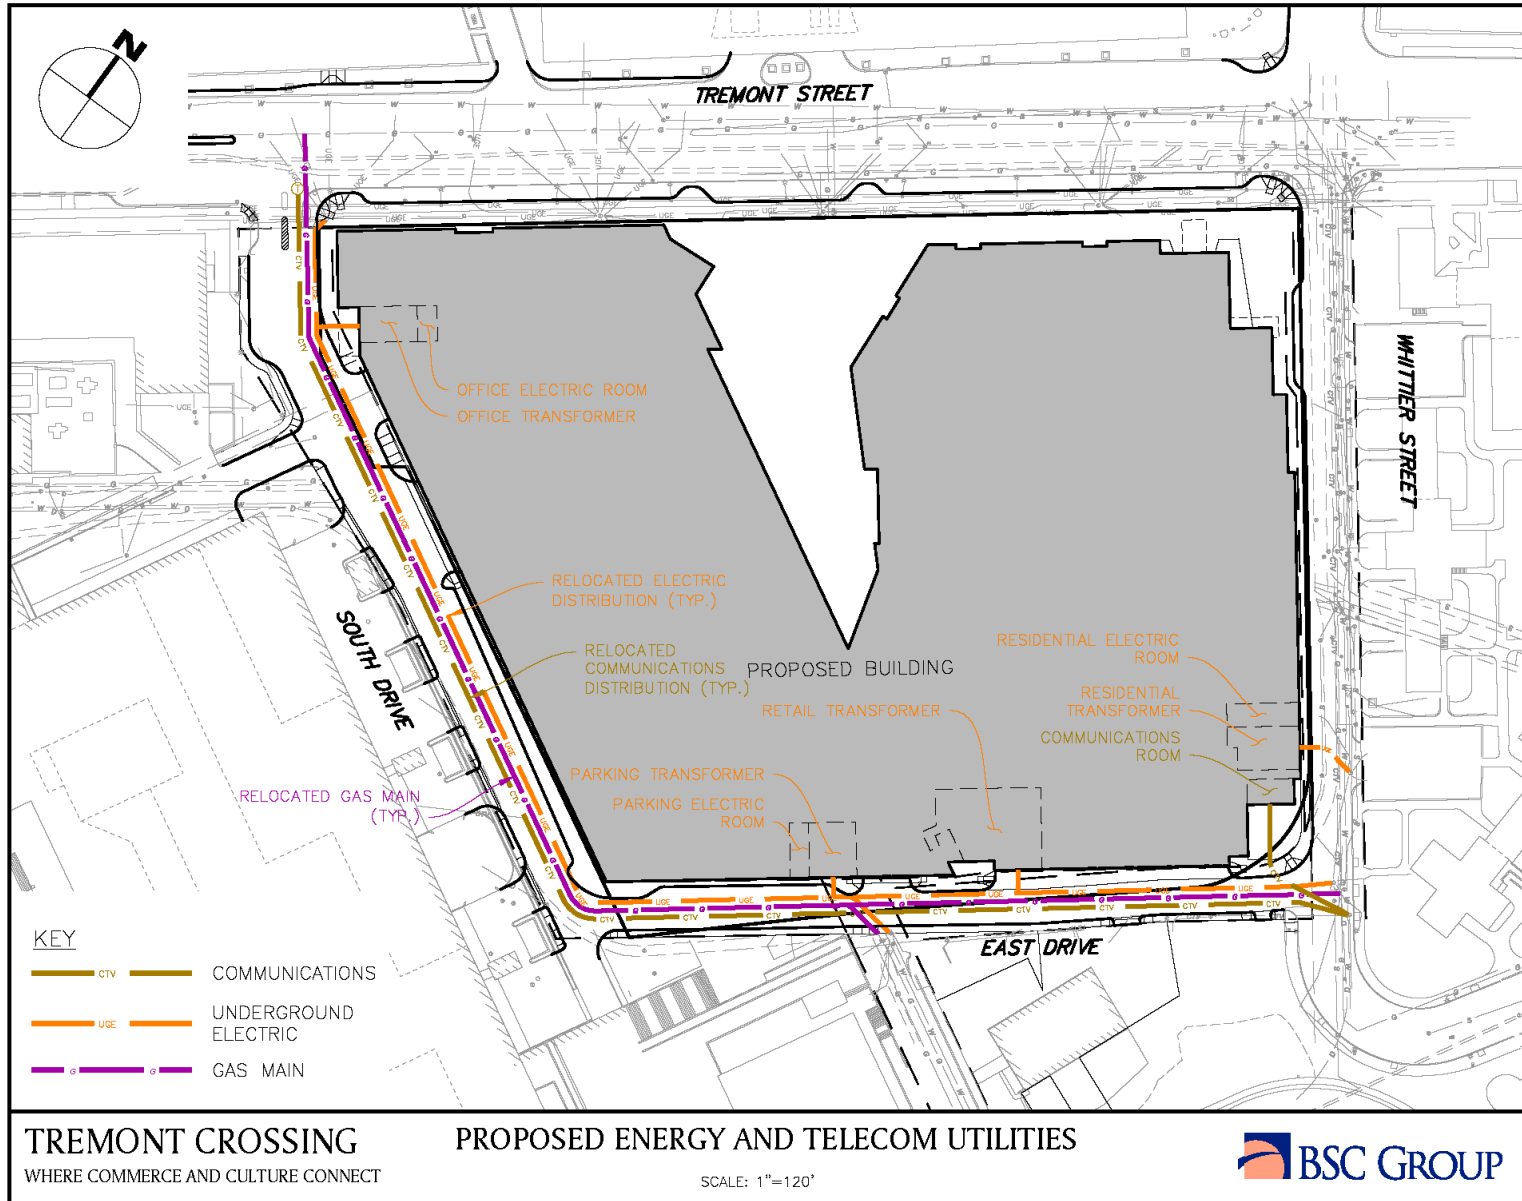 N
TREMONT STREET
WHITTIER STREET
OFFICE ELECTRIC ROOM
OFFICE TRANSFORMER
RELOCATED ELECTRIC
DISTRIBUTION (TYP.)
SOUTH DRIVE
RELOCATED
COMMUNICATIONS
DISTRIBUTION (TYP.)
PROPOSED BUILDING
RESIDENTIAL ELECTRIC
ROOM
RESIDENTIAL
TRANSFORMER
RETAIL TRANSFORMER
COMMUNICATIONS
ROOM
PARKING TRANSFORMER
PARKING ELECTRIC
ROOM
RELOCATED GAS MAIN
(TYP.)
EAST DRIVE
KEY
CTV COMMUNICATIONS
UGE UNDERGROUND
ELECTRIC
G G GAS MAIN
TREMONT CROSSING
WHERE COMMERCE AND CULTURE CONNECT
PROPOSED ENERGY AND TELECOM UTILITIES
SCALE: 1"=120'
BSC GROUP